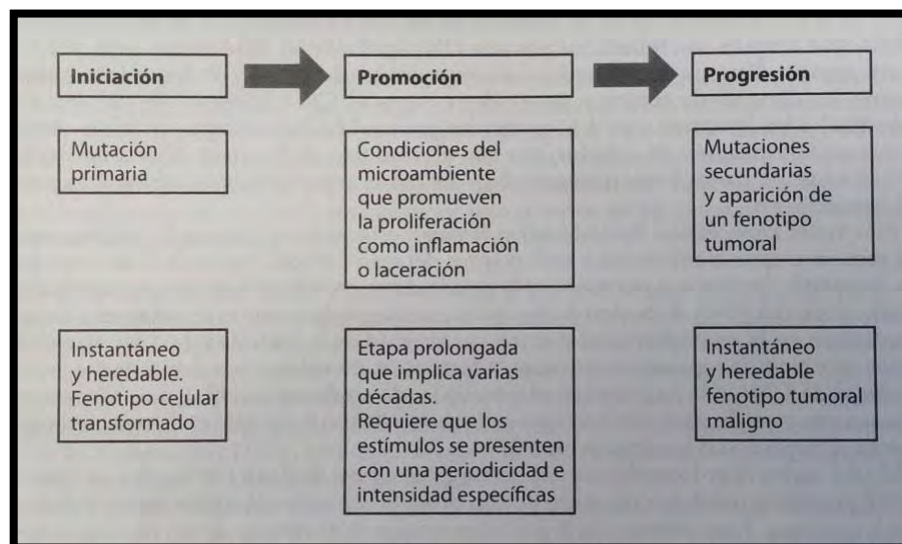 Iniciación
Promoción
Progresión
Mutación
primaria
Condiciones del
microambiente
que promueven
la proliferación
como inflamación
o laceración
Mutaciones
secundarias
y aparición de
un fenotipo
tumoral
Instantáneo
y heredable.
Fenotipo celular
transformado
Etapa prolongada
que implica varias
décadas.
Requiere que los
estímulos se presenten
con una periodicidad e
intensidad específicas
Instantáneo
y heredable
fenotipo tumoral
maligno